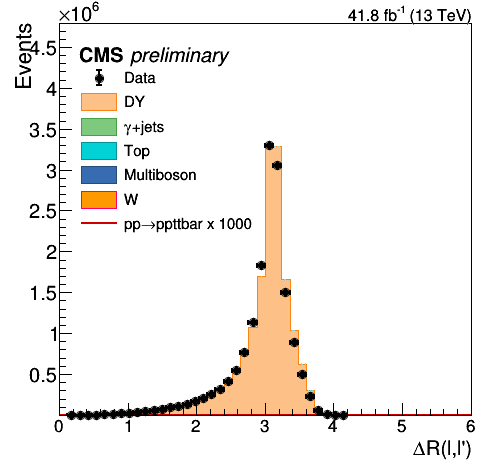 ×10⁶
41.8 fb⁻¹ (13 TeV)
Events
CMS preliminary
Data
DY
γ+jets
Top
Multiboson
W
pp→ppttbar x 1000
4.5
4
3.5
3
2.5
2
1.5
1
0.5
0 1 2 3 4 5 6
ΔR(l,l')